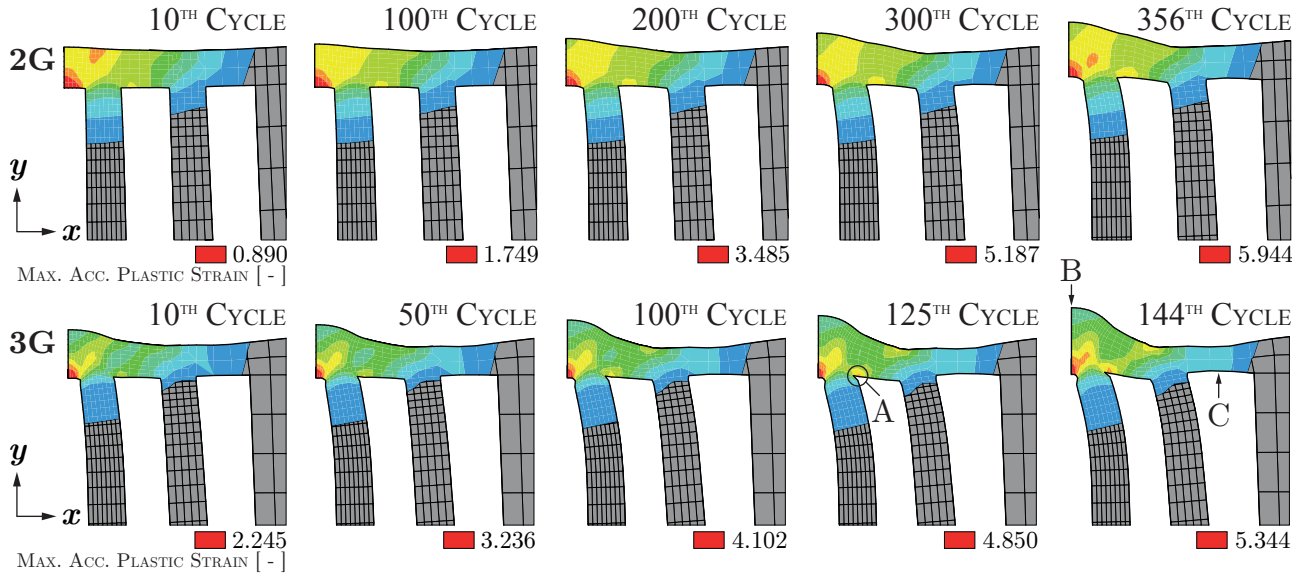 10TH CYCLE 100TH CYCLE 200TH CYCLE 300TH CYCLE 356TH CYCLE
2G
y
x
0.890 1.749 3.485 5.187 5.944
MAX. ACC. PLASTIC STRAIN [ - ]
B
10TH CYCLE 50TH CYCLE 100TH CYCLE 125TH CYCLE 144TH CYCLE
3G
A C
y
x
2.245 3.236 4.102 4.850 5.344
MAX. ACC. PLASTIC STRAIN [ - ]